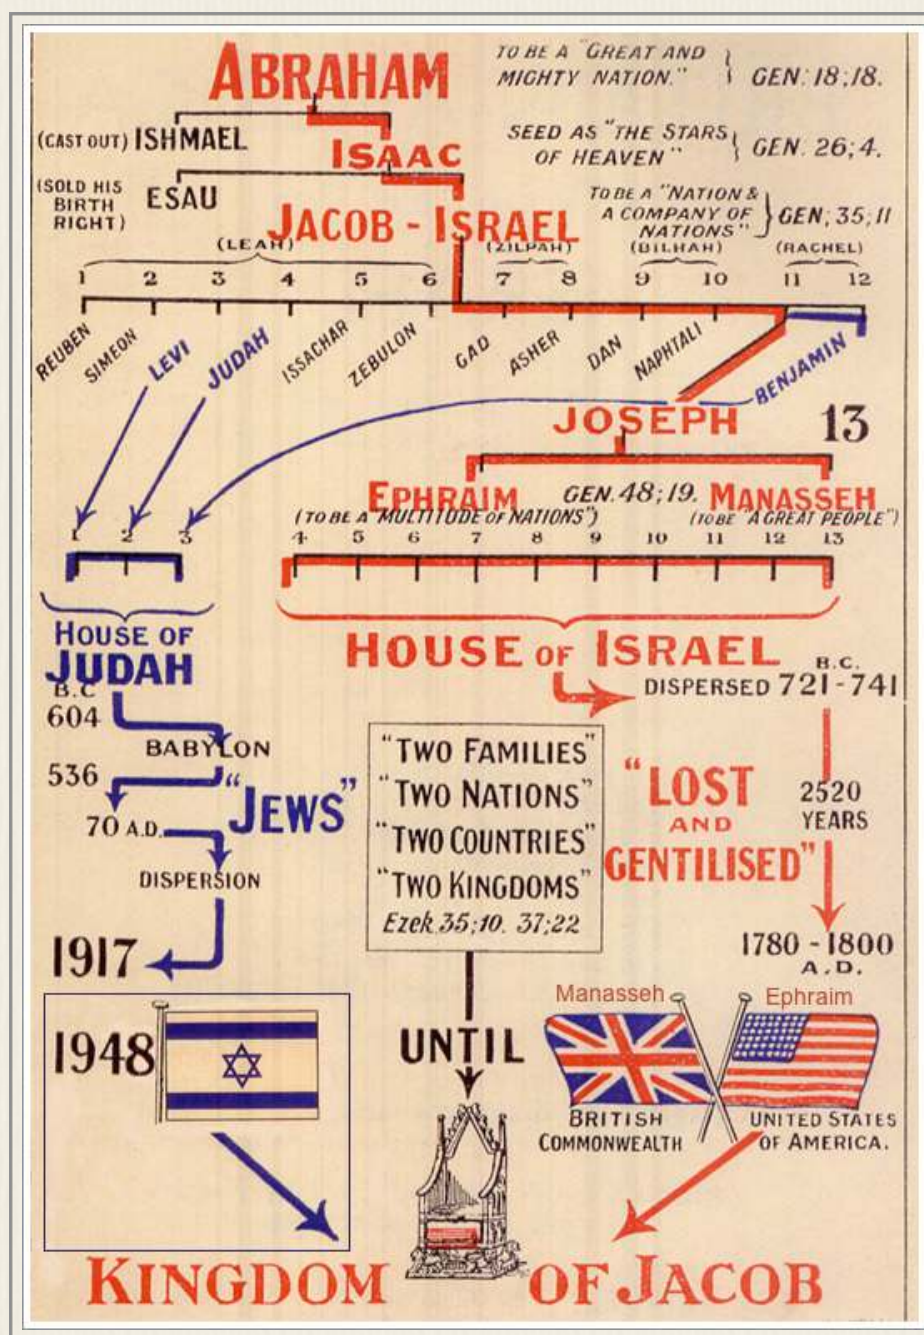 ABRAHAM
TO BE A "GREAT AND
MIGHTY NATION."
GEN. 18;18.
(CAST OUT) ISHMAEL
ISAAC
SEED AS "THE STARS
OF HEAVEN"
GEN. 26;4.
(SOLD HIS
BIRTH
RIGHT)
ESAU
JACOB - ISRAEL
TO BE A "NATION &
A COMPANY OF
NATIONS"
GEN; 35;11
(LEAH) (ZILPAH) (BILHAH) (RACHEL)
1 2 3 4 5 6 7 8 9 10 11 12
REUBEN
SIMEON
LEVI
JUDAH
ISSACHAR
ZEBULON
GAD
ASHER
DAN
NAPHTALI
BENJAMIN
JOSEPH
13
EPHRAIM GEN. 48;19. MANASSEH
(TO BE A "MULTITUDE OF NATIONS") (TO BE "A GREAT PEOPLE")
1 2 3 4 5 6 7 8 9 10 11 12 13
HOUSE OF
JUDAH
HOUSE OF ISRAEL
B.C
604
B.C.
DISPERSED 721-741
BABYLON
536
"JEWS"
70 A.D.
DISPERSION
1917
"TWO FAMILIES"
"TWO NATIONS"
"TWO COUNTRIES"
"TWO KINGDOMS"
Ezek. 35;10. 37;22
"LOST
AND
GENTILISED"
2520
YEARS
1780 - 1800
A.D.
Manasseh Ephraim
1948
UNTIL
BRITISH
COMMONWEALTH
UNITED STATES
OF AMERICA.
KINGDOM OF JACOB